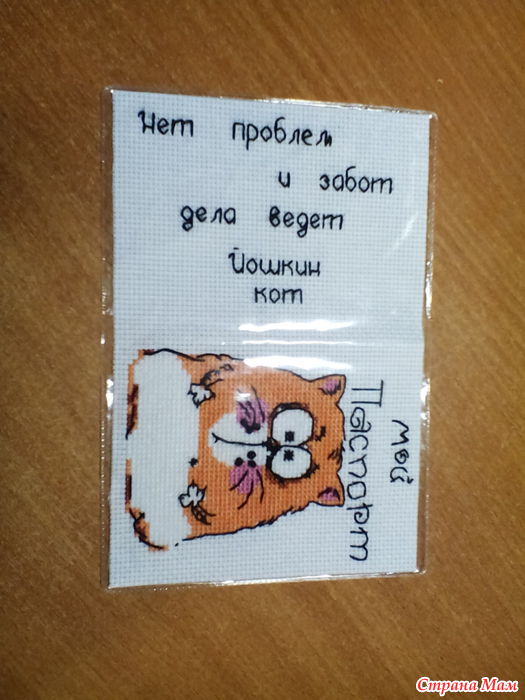 Нет проблем
и забот
дела ведет
Йошкин
кот
мой
Паспорт
Страна Мам